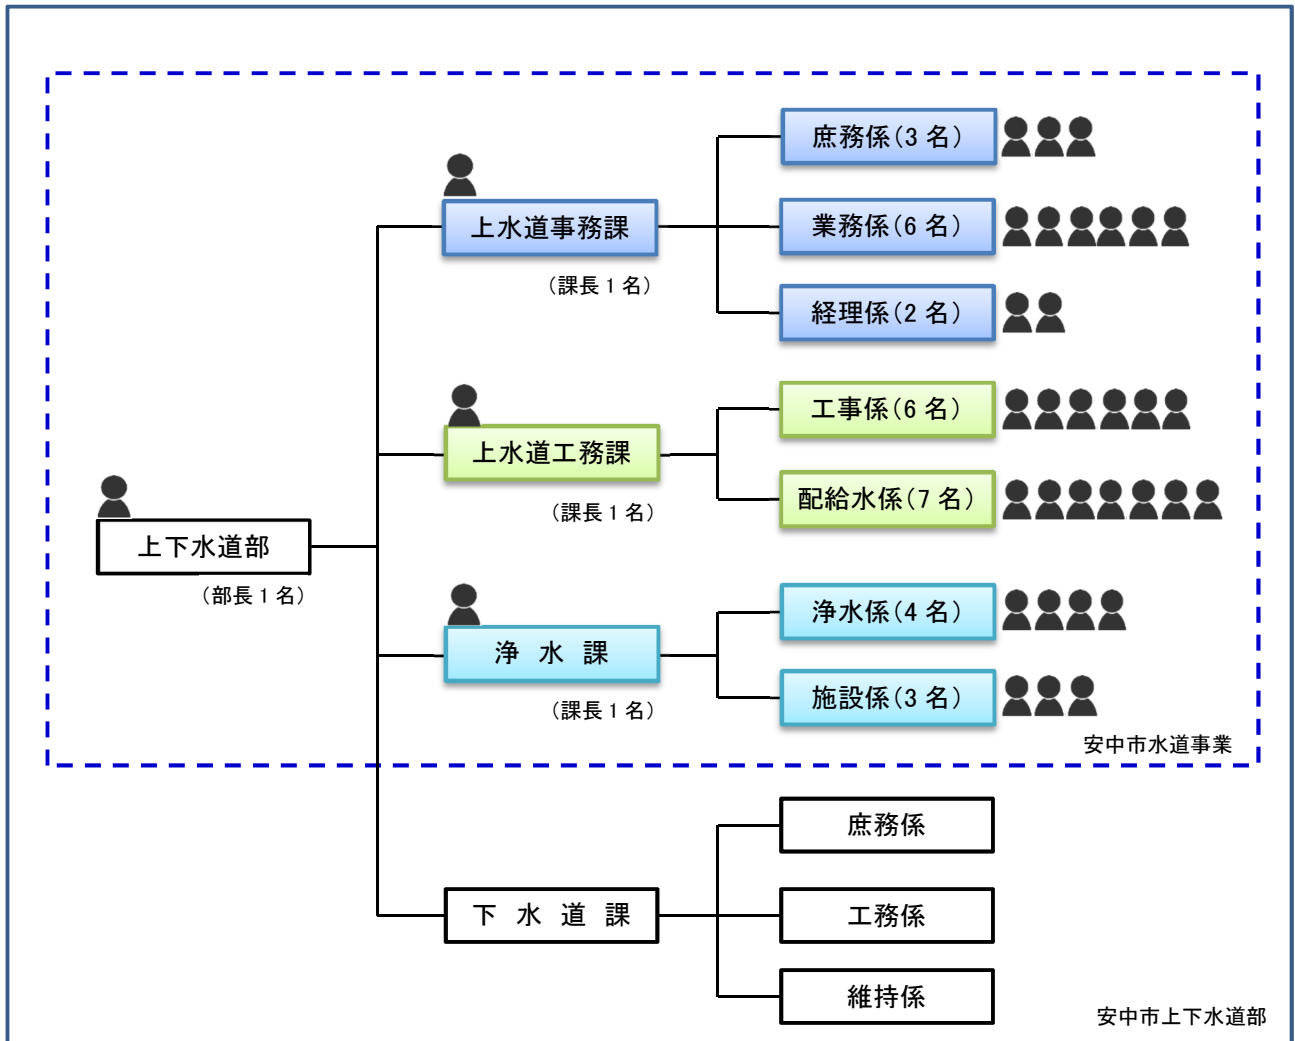 上下水道部
（部長 1 名）
上水道事務課
（課長 1 名）
庶務係（3 名）
業務係（6 名）
経理係（2 名）
上水道工務課
（課長 1 名）
工事係（6 名）
配給水係（7 名）
浄 水 課
（課長 1 名）
浄水係（4 名）
施設係（3 名）
安中市水道事業
下 水 道 課
庶務係
工務係
維持係
安中市上下水道部